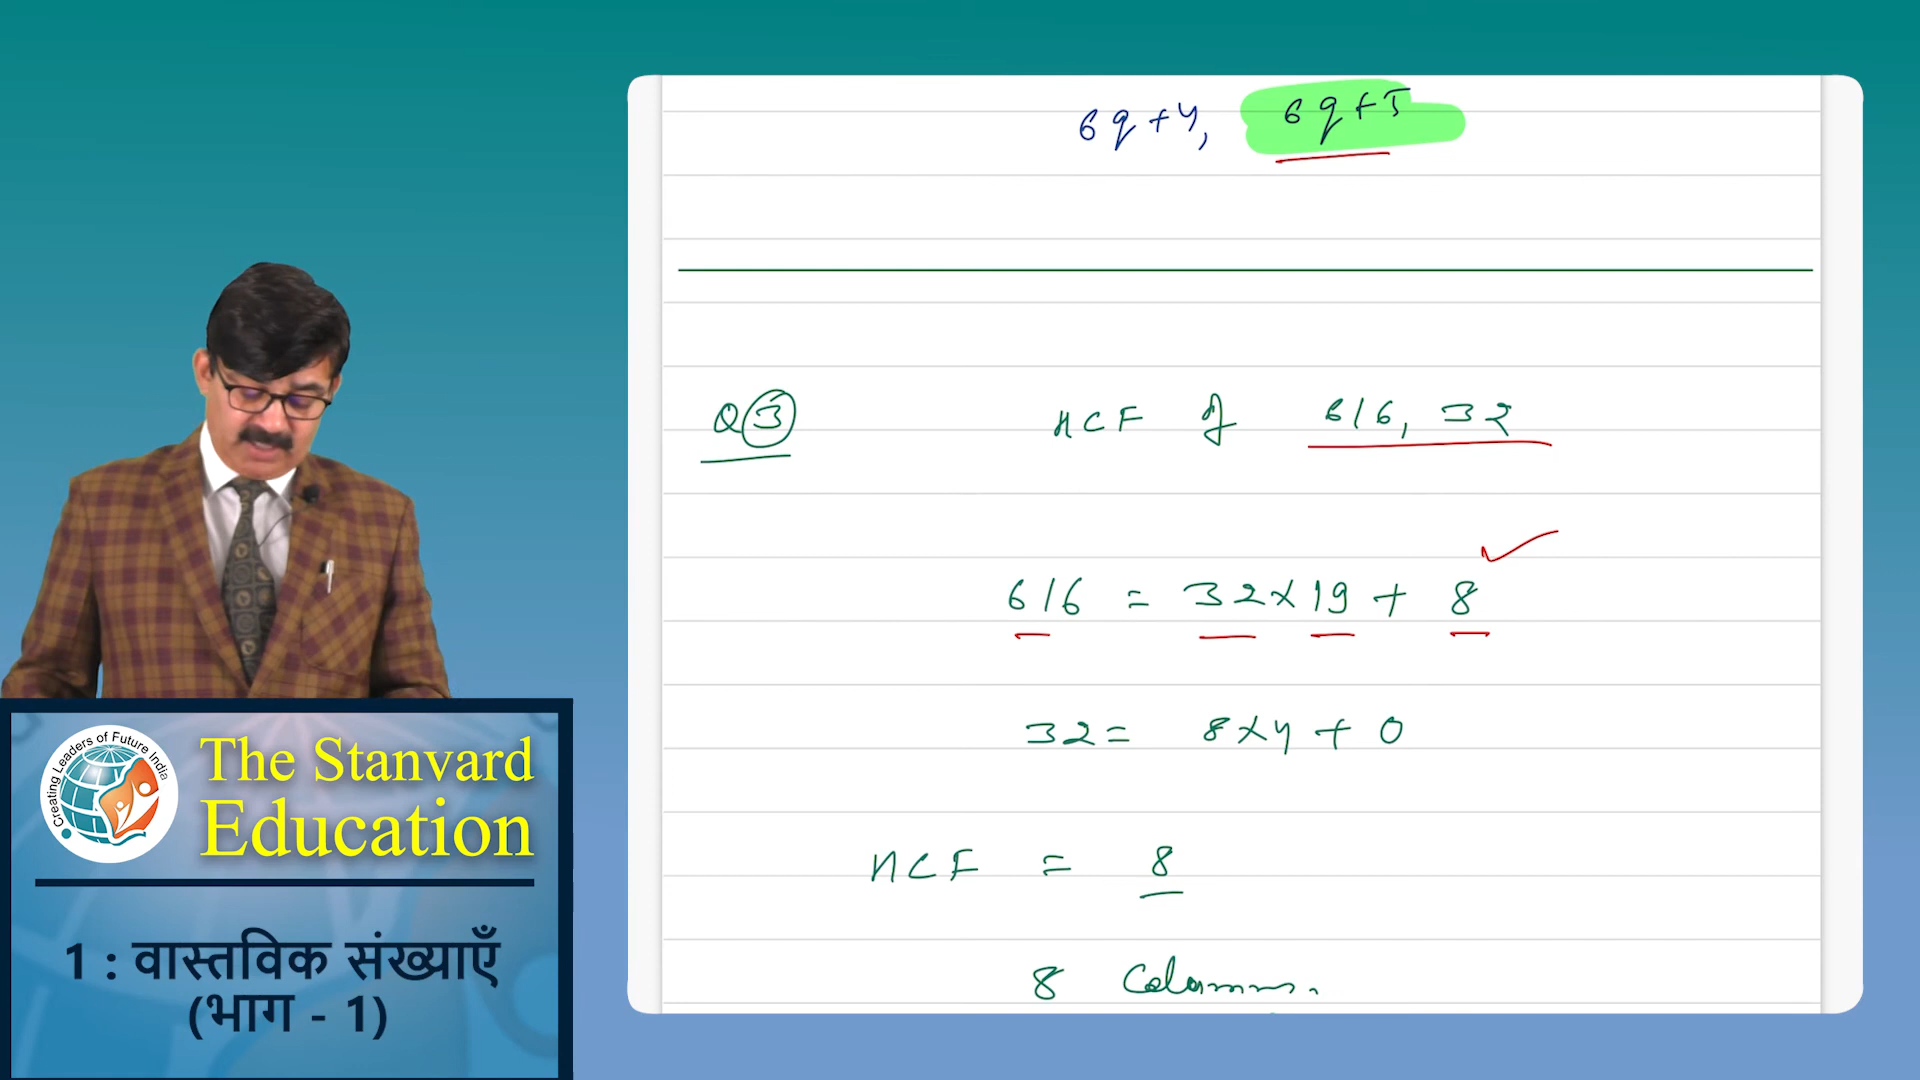 6q+4, 6q+5
Q3 HCF of 616, 32
616 = 32×19 + 8
32 = 8×4 + 0
HCF = 8
8 Columns.
Creating Leaders of Future India
The Stanvard
Education
1 : वास्तविक संख्याएँ
(भाग - 1)